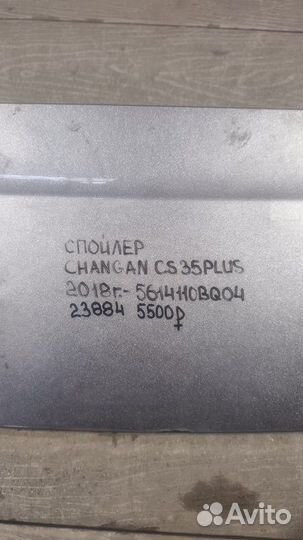 СПОЙЛЕР
CHANGAN CS35PLUS
2018г.- 5614110BQ04
23884 5500₽
Avito